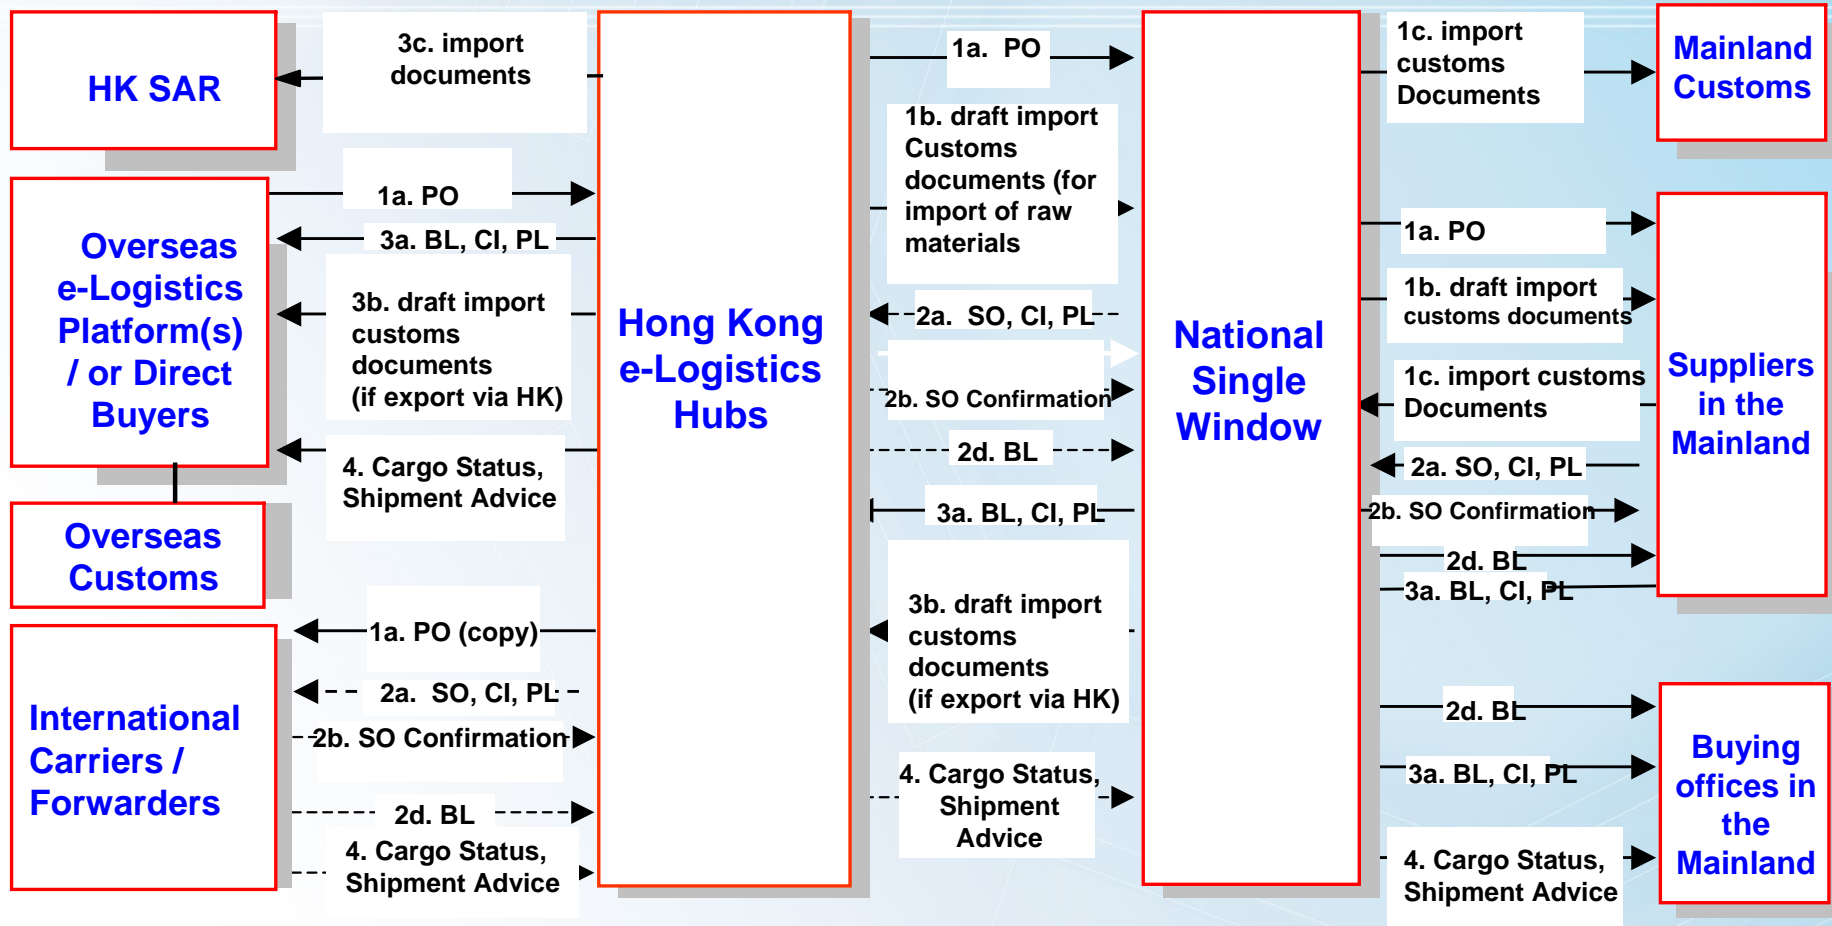 HK SAR
3c. import
documents
1a. PO
3a. BL, CI, PL
Overseas
e-Logistics
Platform(s)
/ or Direct
Buyers
3b. draft import
customs
documents
(if export via HK)
4. Cargo Status,
Shipment Advice
Overseas
Customs
1a. PO (copy)
2a. SO, CI, PL
2b. SO Confirmation
International
Carriers /
Forwarders
2d. BL
4. Cargo Status,
Shipment Advice
Hong Kong
e-Logistics
Hubs
1a. PO
1b. draft import
Customs
documents (for
import of raw
materials
2a. SO, CI, PL
2b. SO Confirmation
2d. BL
3a. BL, CI, PL
3b. draft import
customs
documents
(if export via HK)
4. Cargo Status,
Shipment
Advice
National
Single
Window
1c. import
customs
Documents
Mainland
Customs
1a. PO
1b. draft import
customs documents
1c. import customs
Documents
2a. SO, CI, PL
2b. SO Confirmation
2d. BL
3a. BL, CI, PL
Suppliers
in the
Mainland
2d. BL
3a. BL, CI, PL
4. Cargo Status,
Shipment Advice
Buying
offices in
the
Mainland